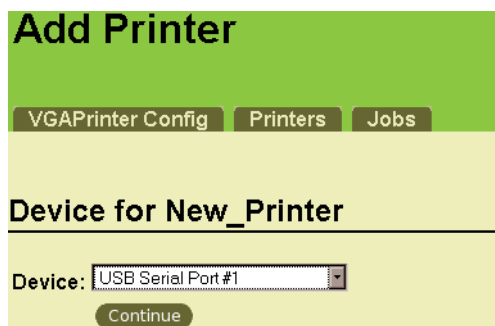 Add Printer
VGAPrinter Config Printers Jobs
Device for New_Printer
Device: USB Serial Port #1
Continue